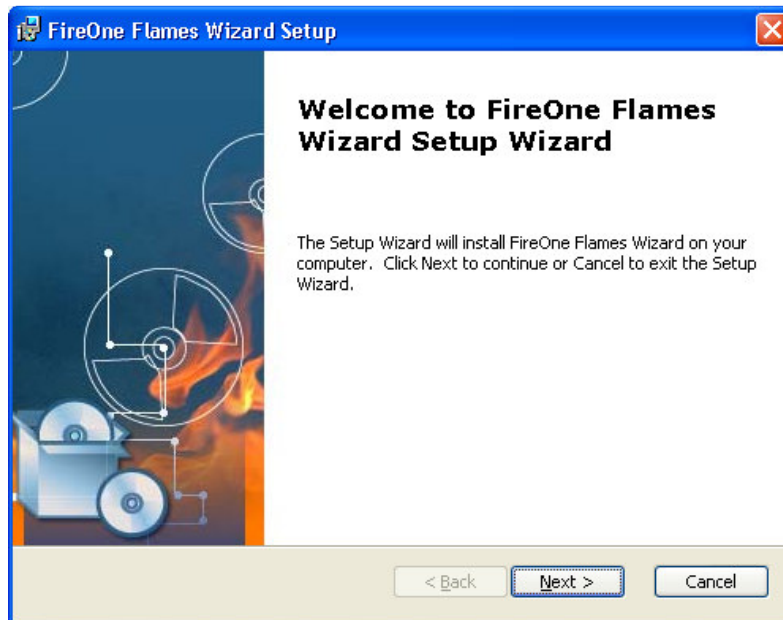 FireOne Flames Wizard Setup
Welcome to FireOne Flames
Wizard Setup Wizard
The Setup Wizard will install FireOne Flames Wizard on your
computer. Click Next to continue or Cancel to exit the Setup
Wizard.
< Back
Next >
Cancel